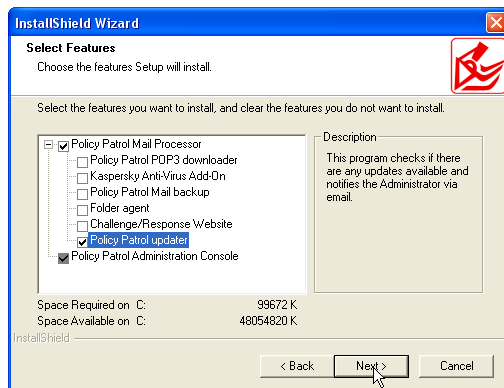 InstallShield Wizard
Select Features
Choose the features Setup will install.
Select the features you want to install, and clear the features you do not want to install.
Policy Patrol Mail Processor
Policy Patrol POP3 downloader
Kaspersky Anti-Virus Add-On
Policy Patrol Mail backup
Folder agent
Challenge/Response Website
Policy Patrol updater
Policy Patrol Administration Console
Description
This program checks if there
are any updates available and
notifies the Administrator via
email.
Space Required on C: 99672 K
Space Available on C: 48054820 K
InstallShield
< Back Next > Cancel